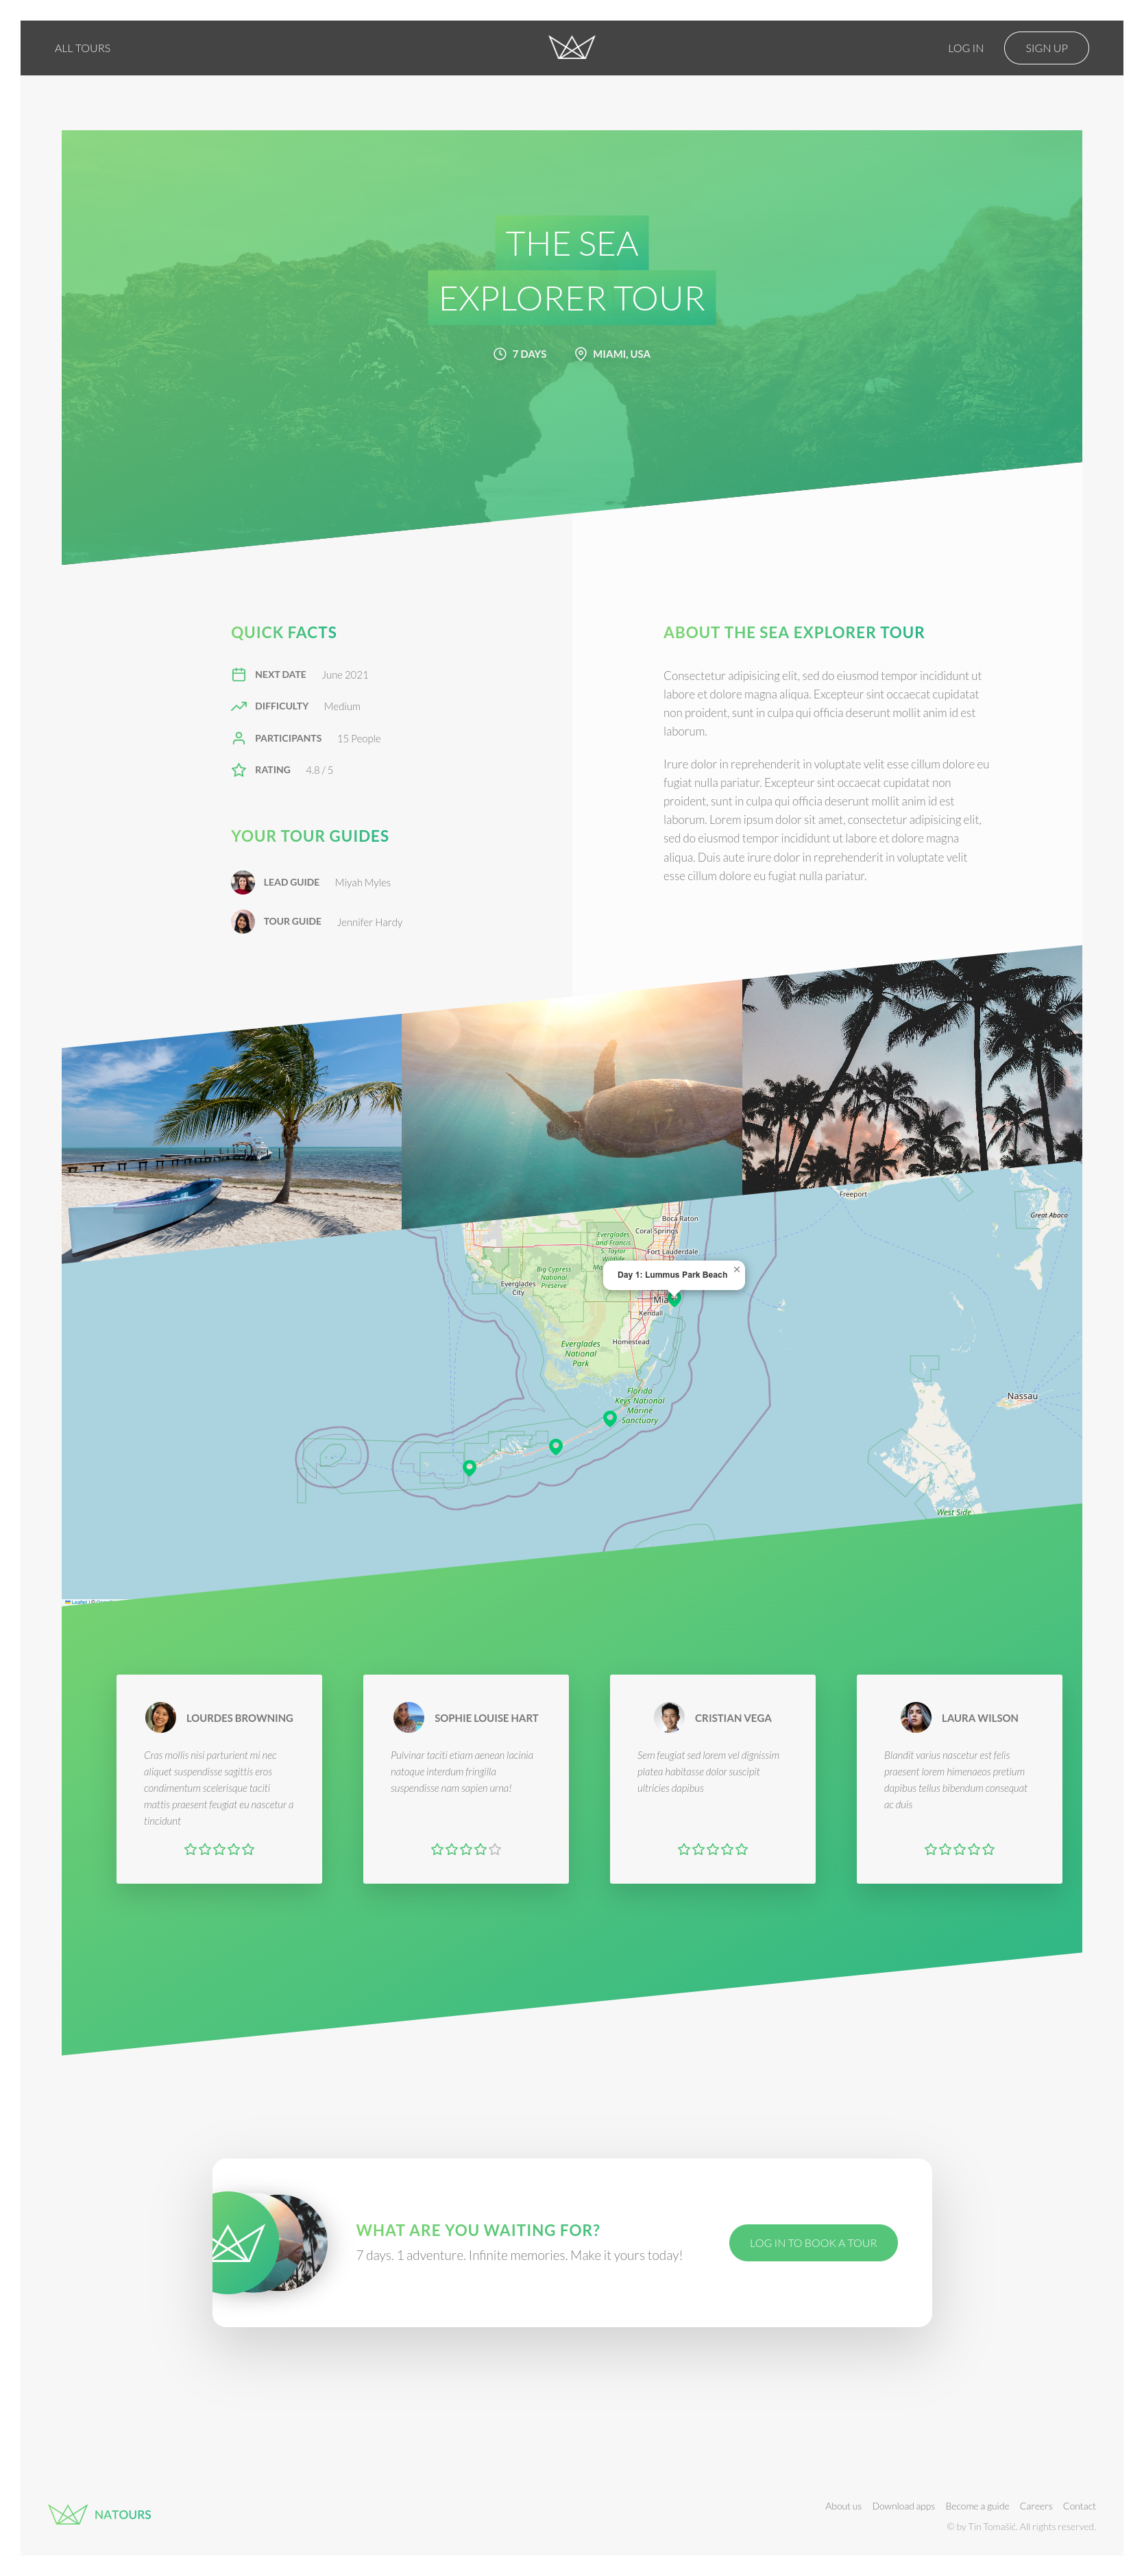 ALL TOURS
LOG IN
SIGN UP
THE SEA
EXPLORER TOUR
7 DAYS
MIAMI, USA
QUICK FACTS
NEXT DATE June 2021
DIFFICULTY Medium
PARTICIPANTS 15 People
RATING 4.8 / 5
YOUR TOUR GUIDES
LEAD GUIDE Miyah Myles
TOUR GUIDE Jennifer Hardy
ABOUT THE SEA EXPLORER TOUR
Consectetur adipisicing elit, sed do eiusmod tempor incididunt ut
labore et dolore magna aliqua. Excepteur sint occaecat cupidatat
non proident, sunt in culpa qui officia deserunt mollit anim id est
laborum.
Irure dolor in reprehenderit in voluptate velit esse cillum dolore eu
fugiat nulla pariatur. Excepteur sint occaecat cupidatat non
proident, sunt in culpa qui officia deserunt mollit anim id est
laborum. Lorem ipsum dolor sit amet, consectetur adipisicing elit,
sed do eiusmod tempor incididunt ut labore et dolore magna
aliqua. Duis aute irure dolor in reprehenderit in voluptate velit
esse cillum dolore eu fugiat nulla pariatur.
Freeport
Great Abaco
Boca Raton
Coral Springs
Everglades
and Francis
S. Taylor
Wildlife
Fort Lauderdale
Big Cypress
National
Preserve
Day 1: Lummus Park Beach
×
Everglades
City
Kendall
Homestead
Everglades
National
Park
Florida
Keys National
Marine
Sanctuary
Nassau
West Side
Leaflet
LOURDES BROWNING
Cras mollis nisi parturient mi nec
aliquet suspendisse sagittis eros
condimentum scelerisque taciti
mattis praesent feugiat eu nascetur a
tincidunt
SOPHIE LOUISE HART
Pulvinar taciti etiam aenean lacinia
natoque interdum fringilla
suspendisse nam sapien urna!
CRISTIAN VEGA
Sem feugiat sed lorem vel dignissim
platea habitasse dolor suscipit
ultricies dapibus
LAURA WILSON
Blandit varius nascetur est felis
praesent lorem himenaeos pretium
dapibus tellus bibendum consequat
ac duis
WHAT ARE YOU WAITING FOR?
7 days. 1 adventure. Infinite memories. Make it yours today!
LOG IN TO BOOK A TOUR
NATOURS
About us
Download apps
Become a guide
Careers
Contact
© by Tin Tomašić. All rights reserved.